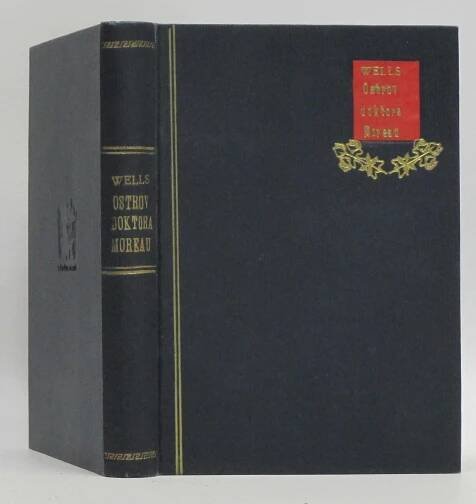 WELLS
OSTROV
DOKTORA
MOREAU
WELLS
Ostrov
doktora
Moreau